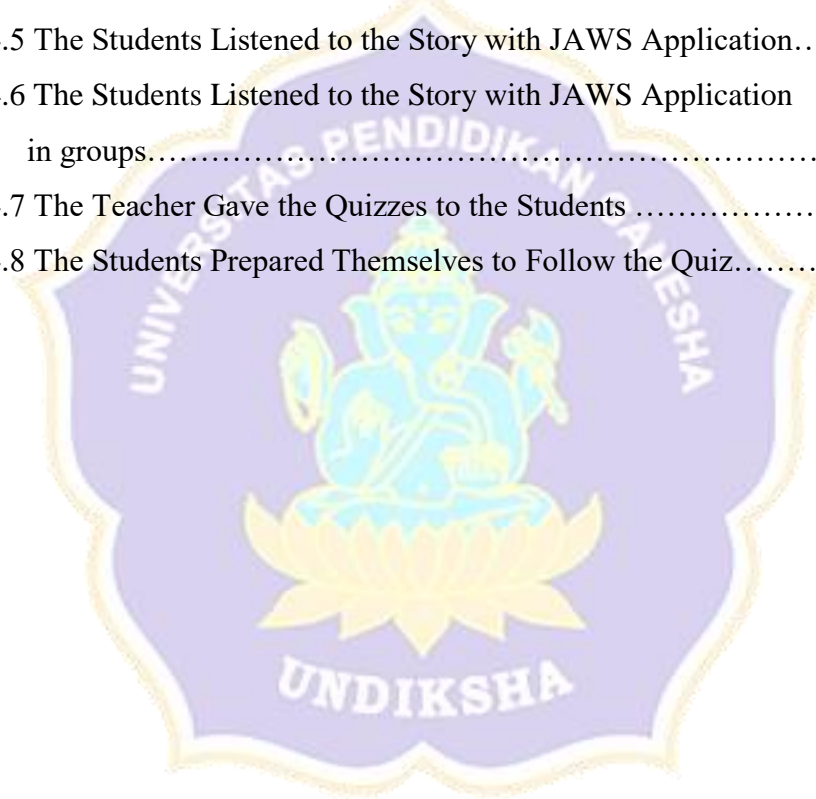 .5 The Students Listened to the Story with JAWS Application…
.6 The Students Listened to the Story with JAWS Application
in groups……………………………………………………………
.7 The Teacher Gave the Quizzes to the Students ………………
.8 The Students Prepared Themselves to Follow the Quiz………
UNIVERSITAS PENDIDIKAN GANESHA
UNDIKSHA